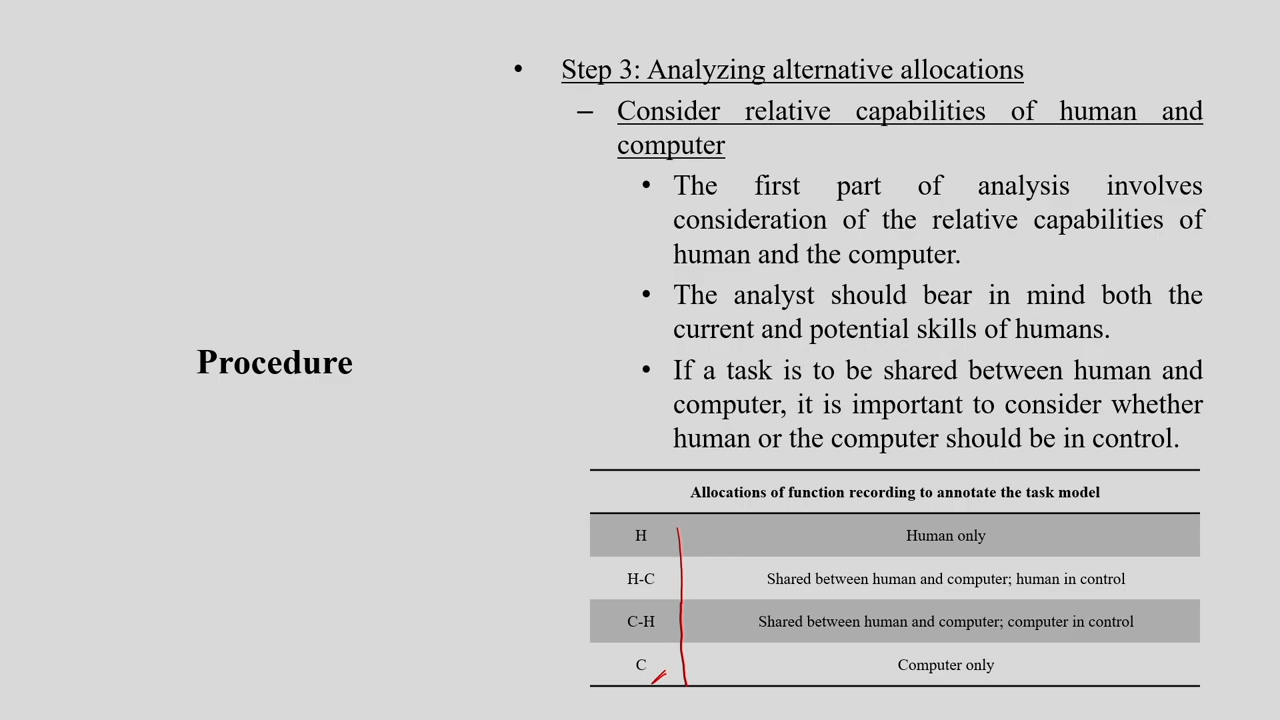 Procedure
• Step 3: Analyzing alternative allocations
– Consider relative capabilities of human and
computer
• The first part of analysis involves
consideration of the relative capabilities of
human and the computer.
• The analyst should bear in mind both the
current and potential skills of humans.
• If a task is to be shared between human and
computer, it is important to consider whether
human or the computer should be in control.
Allocations of function recording to annotate the task model
H Human only
H-C Shared between human and computer; human in control
C-H Shared between human and computer; computer in control
C Computer only